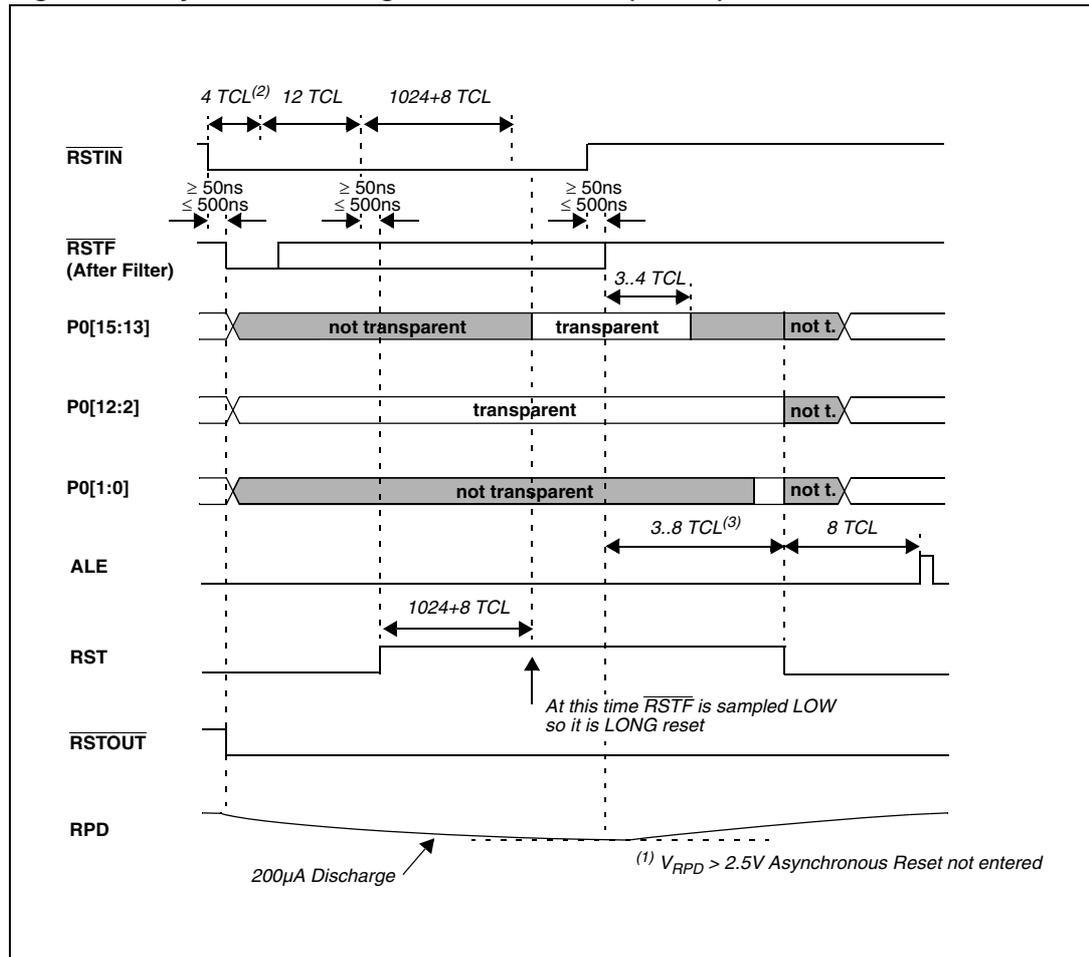 4 TCL(2) 12 TCL 1024+8 TCL
RSTIN
≥ 50ns ≥ 50ns ≥ 50ns
≤ 500ns ≤ 500ns ≤ 500ns
RSTF
(After Filter)
3..4 TCL
P0[15:13] not transparent transparent not t.
P0[12:2] transparent not t.
P0[1:0] not transparent not t.
3..8 TCL(3) 8 TCL
ALE
1024+8 TCL
RST
At this time RSTF is sampled LOW
so it is LONG reset
RSTOUT
RPD
200µA Discharge
(1) VRPD > 2.5V Asynchronous Reset not entered